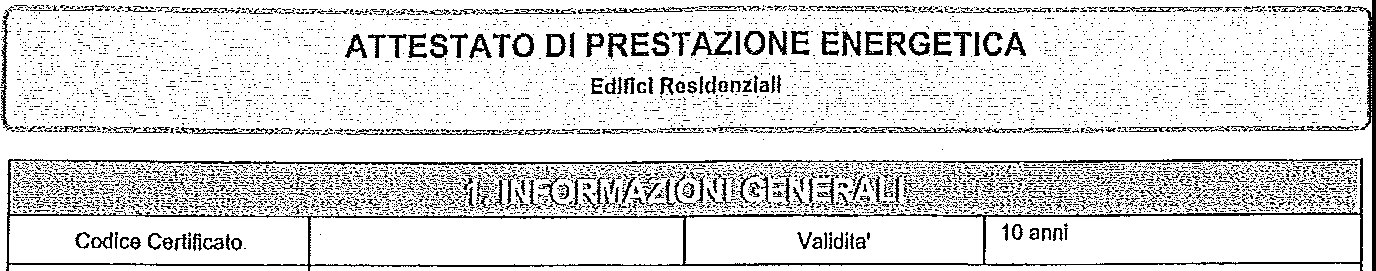 ATTESTATO DI PRESTAZIONE ENERGETICA
Edifici Residenziali
1. INFORMAZIONI GENERALI
Codice Certificato. Validita' 10 anni